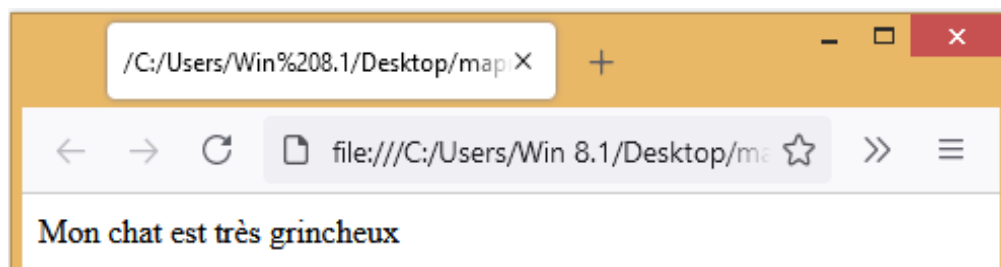 /C:/Users/Win%208.1/Desktop/map
file:///C:/Users/Win 8.1/Desktop/ma
Mon chat est très grincheux